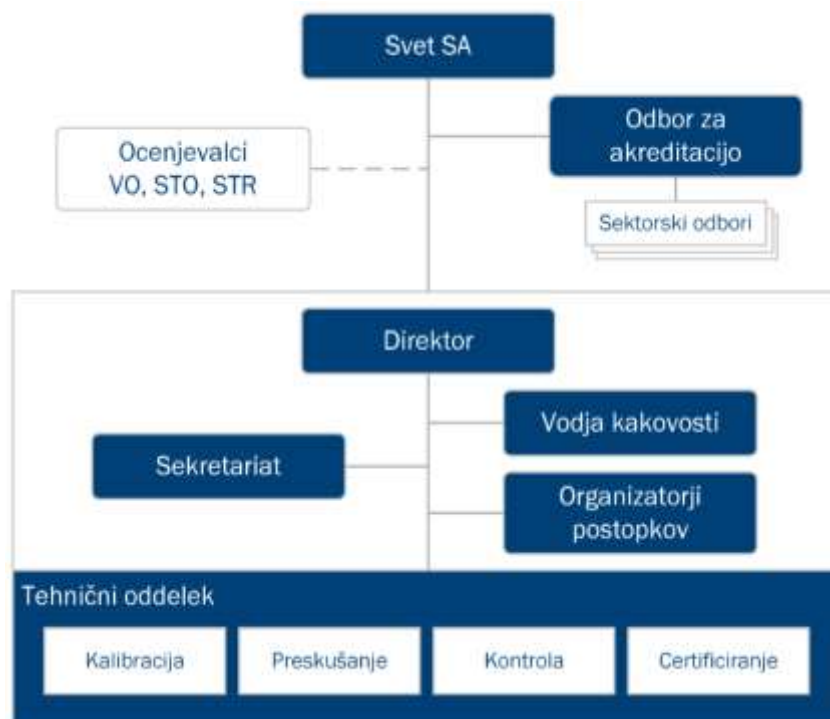 Svet SA
Odbor za
akreditacijo
Ocenjevalci
VO, STO, STR
Sektorski odbori
Direktor
Vodja kakovosti
Sekretariat
Organizatorji
postopkov
Tehnični oddelek
Kalibracija
Preskušanje
Kontrola
Certificiranje